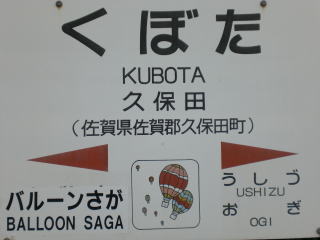 くぼた
KUBOTA
久保田
(佐賀県佐賀郡久保田町)
バルーンさが
BALLOON SAGA
うしづ
USHIZU
おぎ
OGI